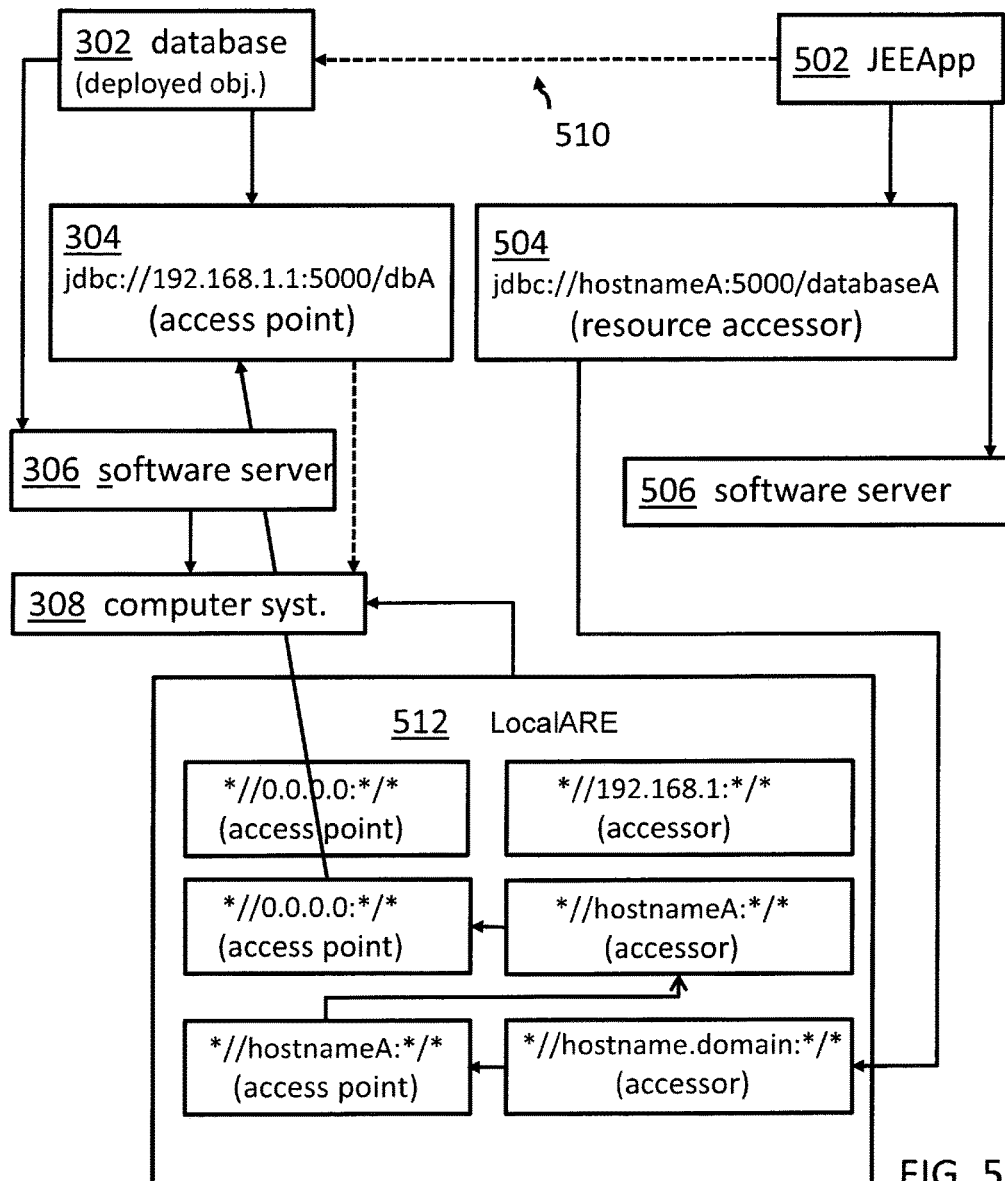 302 database
(deployed obj.)
502 JEEApp
510
304
jdbc://192.168.1.1:5000/dbA
(access point)
504
jdbc://hostnameA:5000/databaseA
(resource accessor)
306 software server
506 software server
308 computer syst.
512 LocalARE
*//0.0.0.0:*/*
(access point)
*//192.168.1:*/*
(accessor)
*//0.0.0.0:*/*
(access point)
*//hostnameA:*/*
(accessor)
*//hostnameA:*/*
(access point)
*//hostname.domain:*/*
(accessor)
FIG. 5